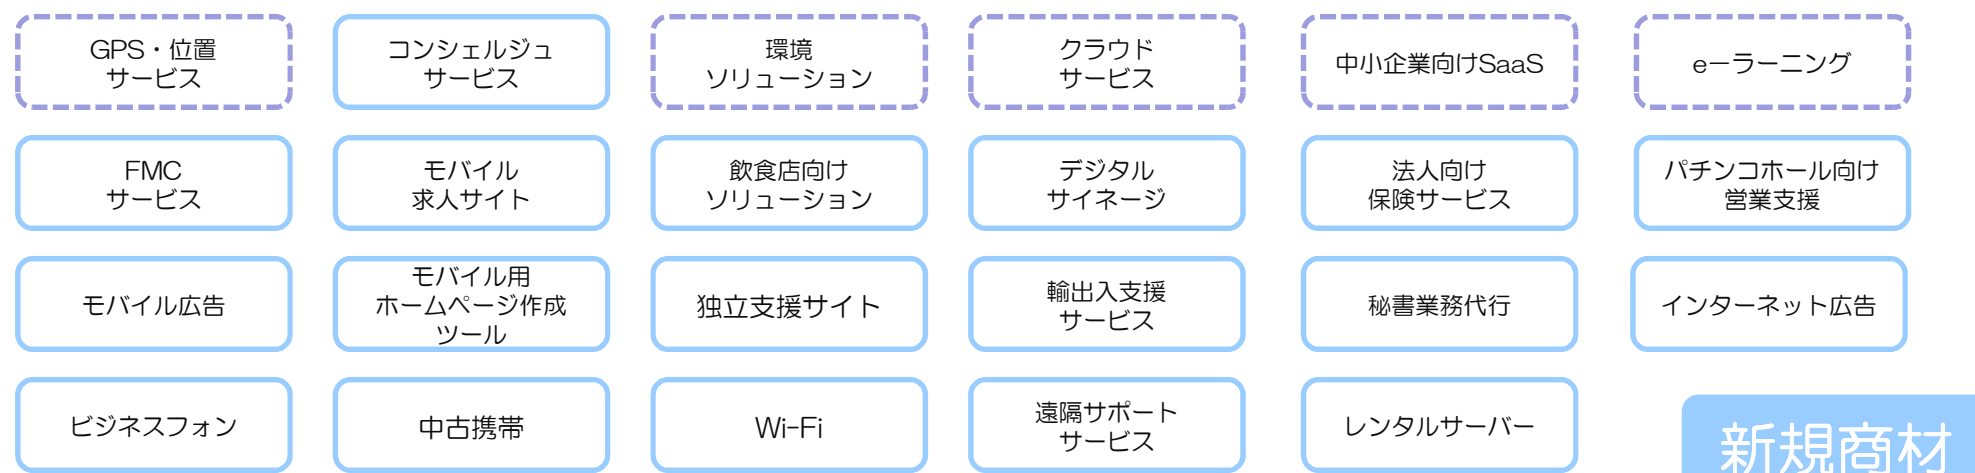 GPS・位置
サービス
コンシェルジュ
サービス
環境
ソリューション
クラウド
サービス
中小企業向けSaaS
e－ラーニング
FMC
サービス
モバイル
求人サイト
飲食店向け
ソリューション
デジタル
サイネージ
法人向け
保険サービス
パチンコホール向け
営業支援
モバイル広告
モバイル用
ホームページ作成
ツール
独立支援サイト
輸出入支援
サービス
秘書業務代行
インターネット広告
ビジネスフォン
中古携帯
Wi-Fi
遠隔サポート
サービス
レンタルサーバー
新規商材